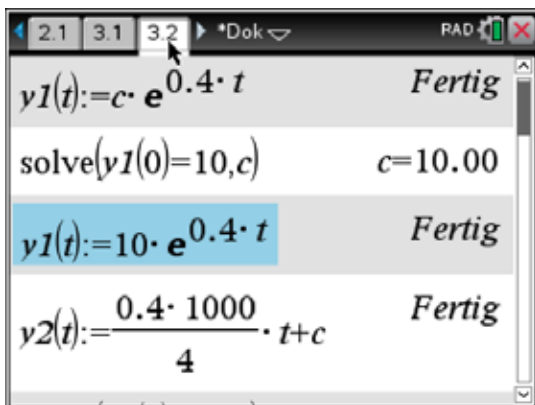 2.1 3.1 3.2 *Dok RAD
y1(t):=c·e^0.4·t Fertig
solve(y1(0)=10,c) c=10.00
y1(t):=10·e^0.4·t Fertig
y2(t):=0.4·1000/4·t+c Fertig